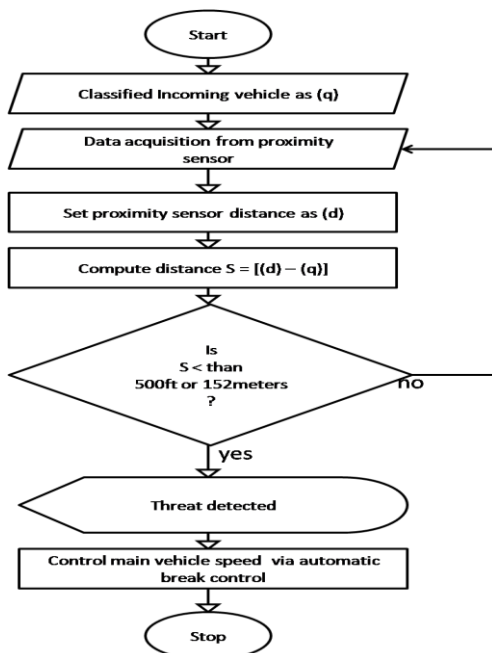 Start
Classified Incoming vehicle as (q)
Data acquisition from proximity
sensor
Set proximity sensor distance as (d)
Compute distance S = [(d) – (q)]
Is
S < than
500ft or 152meters
?
no
yes
Threat detected
Control main vehicle speed via automatic
break control
Stop